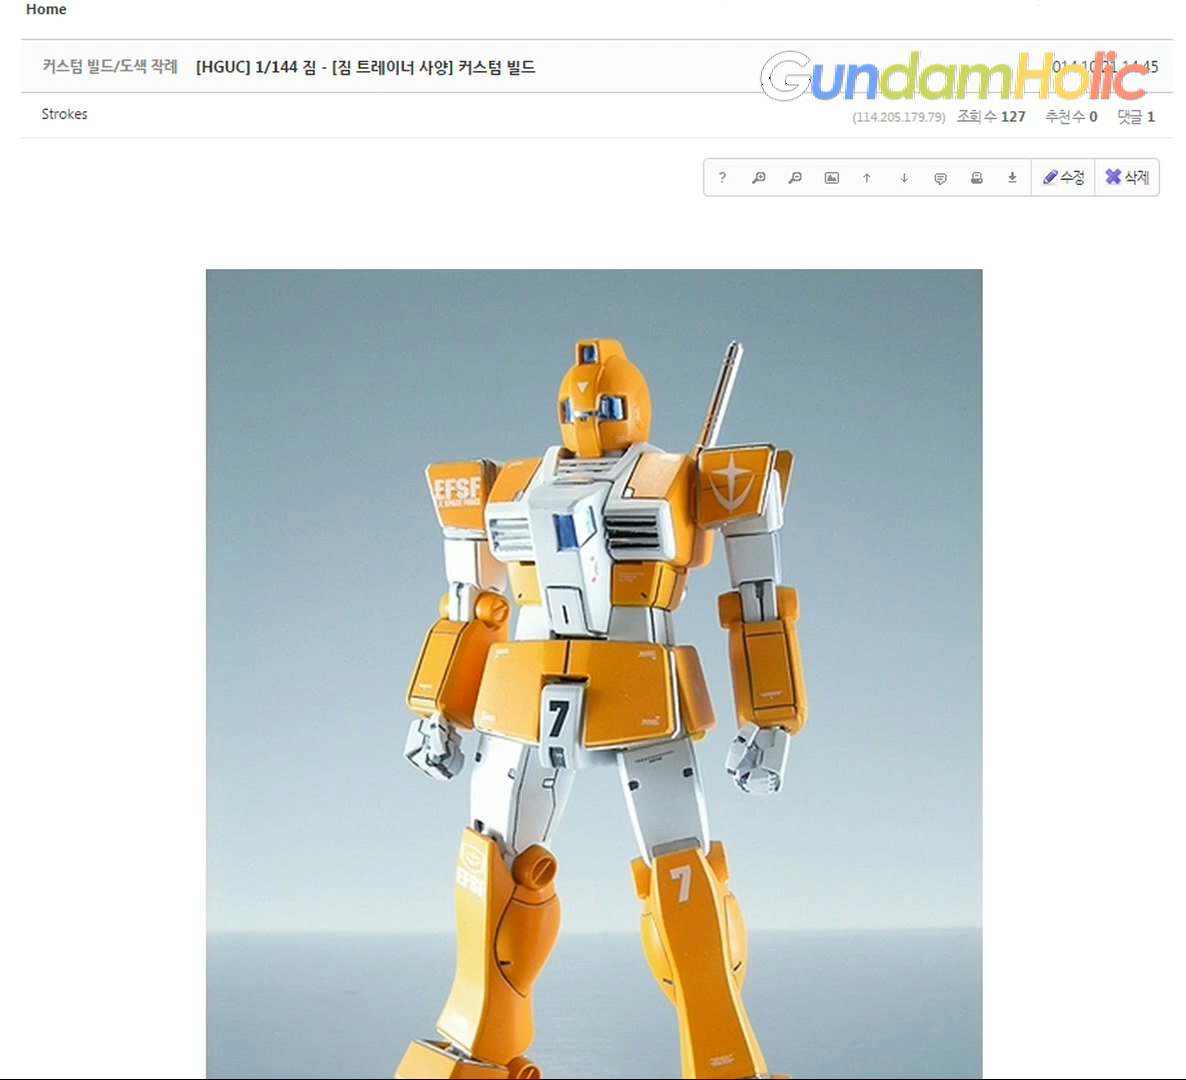 Home
커스텀 빌드/도색 작례 [HGUC] 1/144 짐 - [짐 트레이너 사양] 커스텀 빌드
GundamHolic
Strokes
(114.205.179.79) 조회 수 127 추천 수 0 댓글 1
? 수정 삭제
EFSF
7
EFSF
7